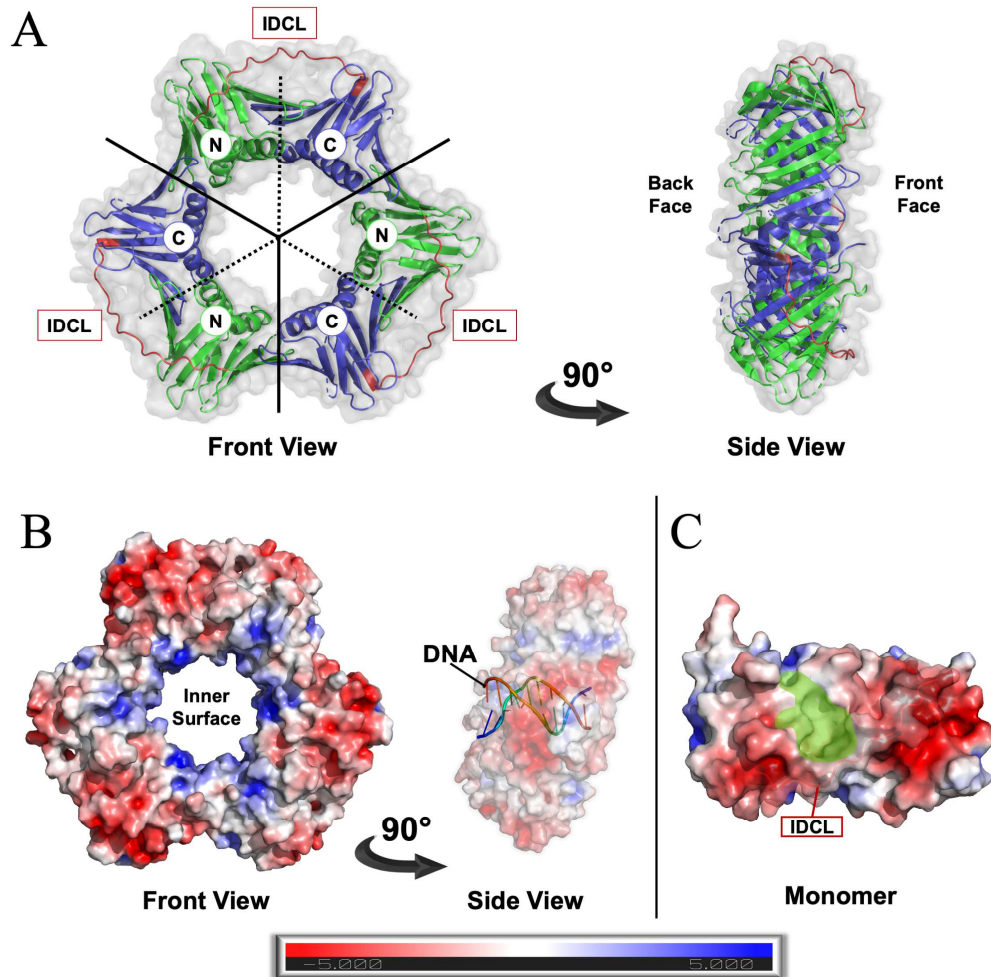 A
IDCL
N
C
C
N
IDCL
N
C
IDCL
Front View
90°
Back
Face
Front
Face
Side View
B
Inner
Surface
Front View
90°
DNA
Side View
C
IDCL
Monomer
-5.000
5.000